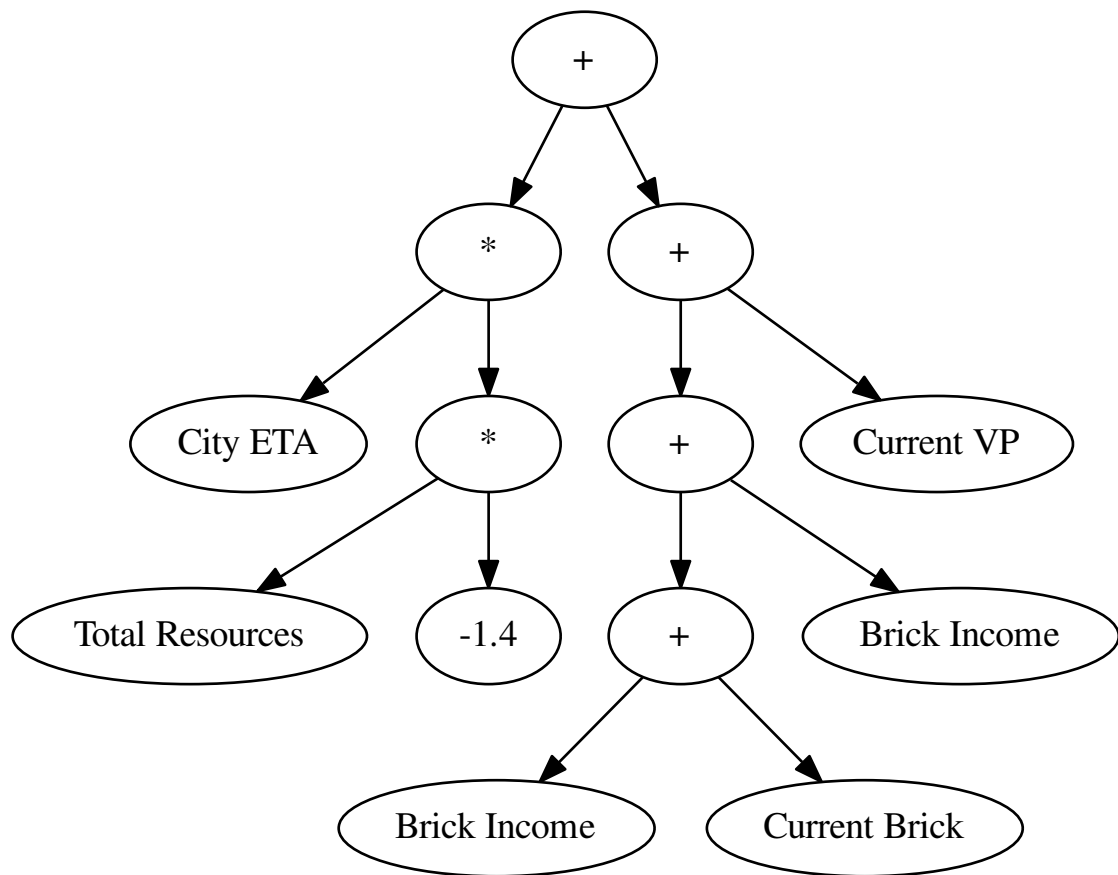 +
*
+
City ETA
*
+
Current VP
Total Resources
-1.4
+
Brick Income
Brick Income
Current Brick